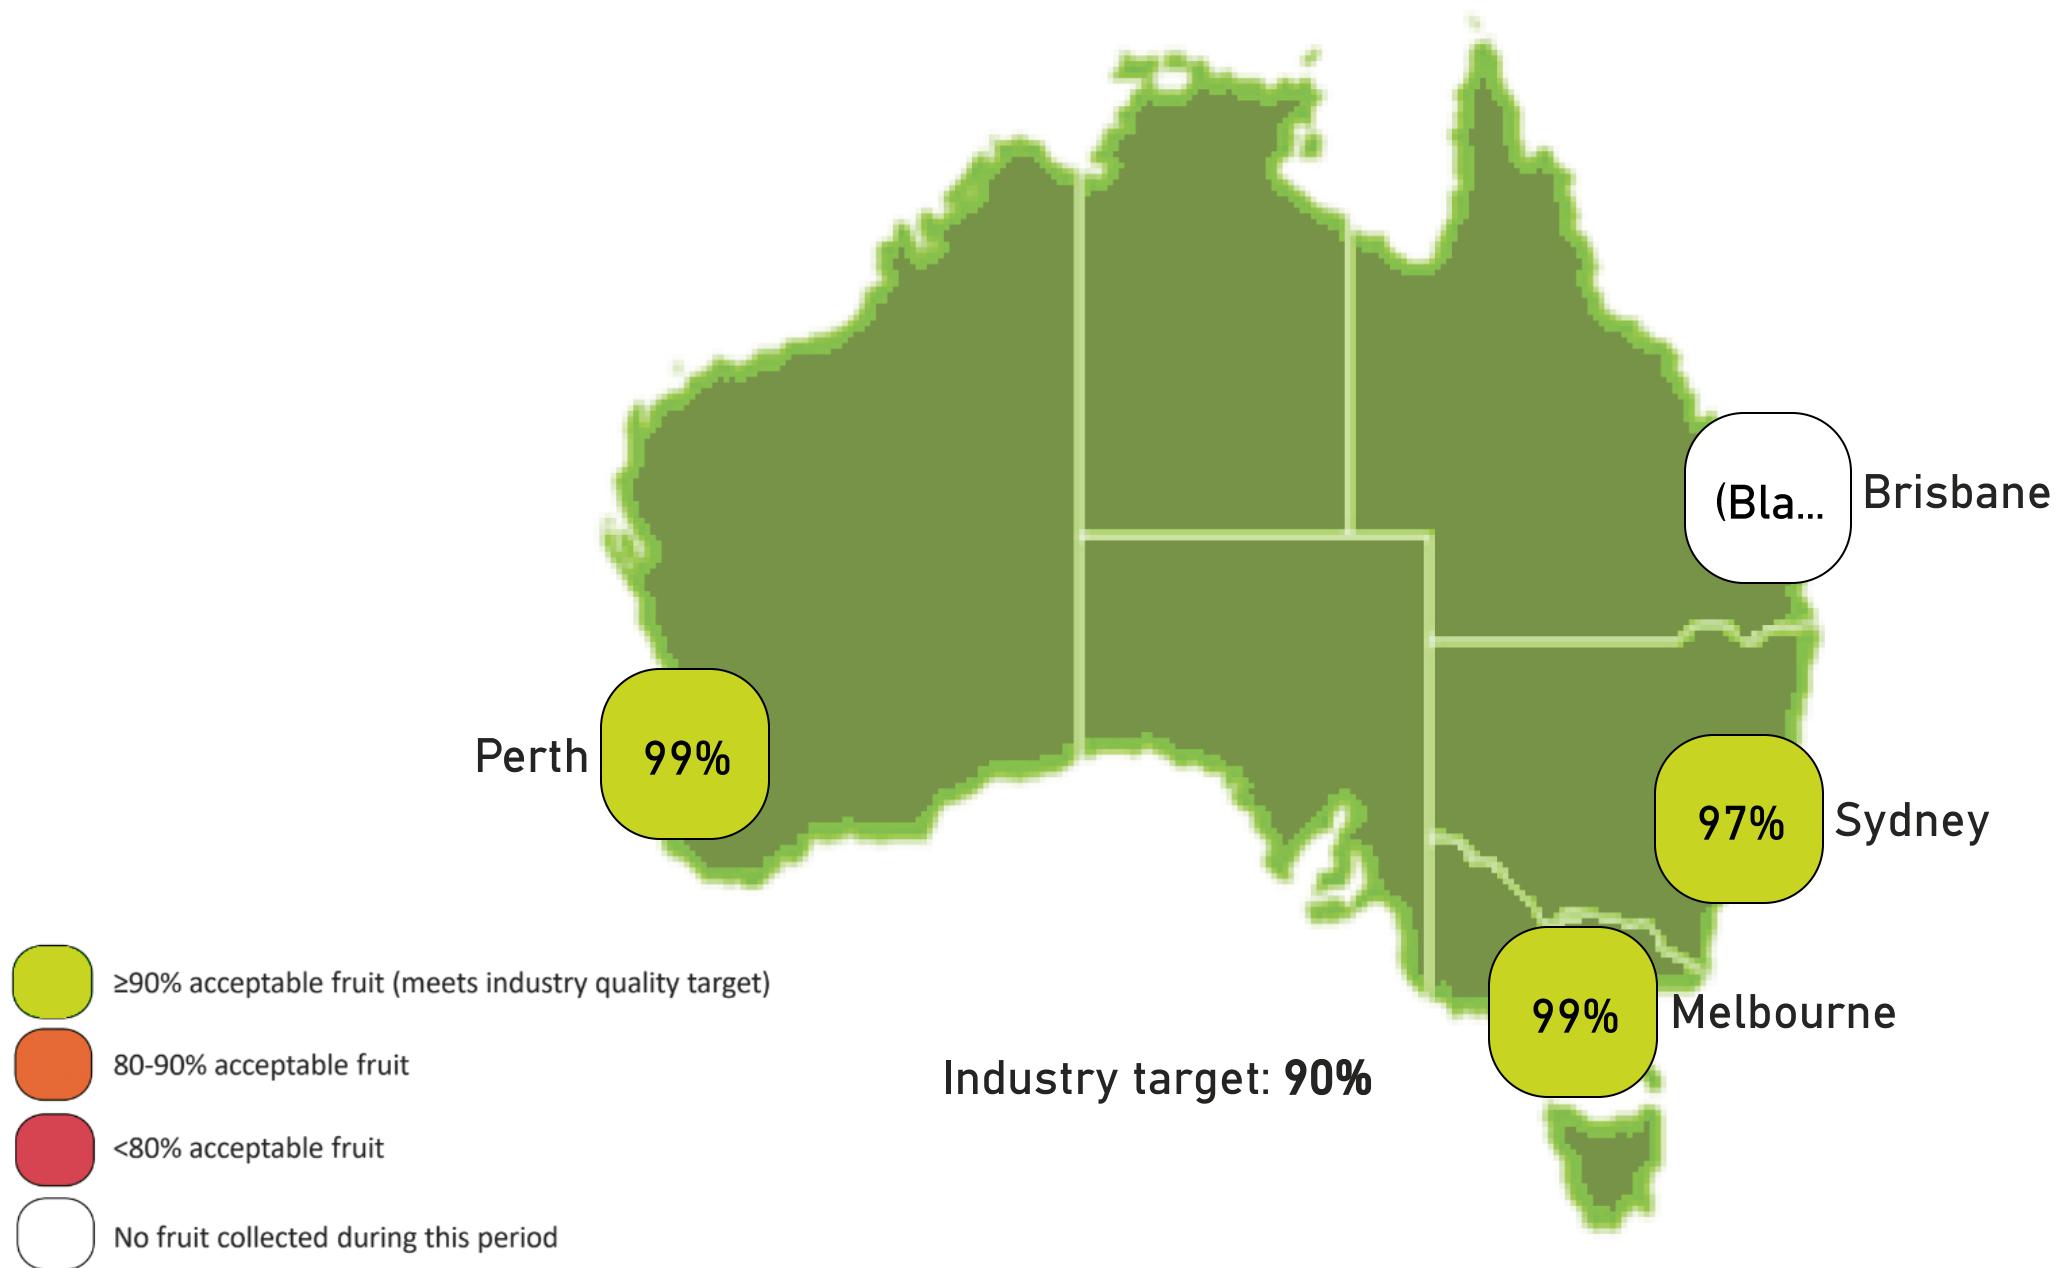 (Bla...
Brisbane
Perth
99%
97%
Sydney
≥90% acceptable fruit (meets industry quality target)
99%
Melbourne
80-90% acceptable fruit
Industry target: 90%
<80% acceptable fruit
No fruit collected during this period